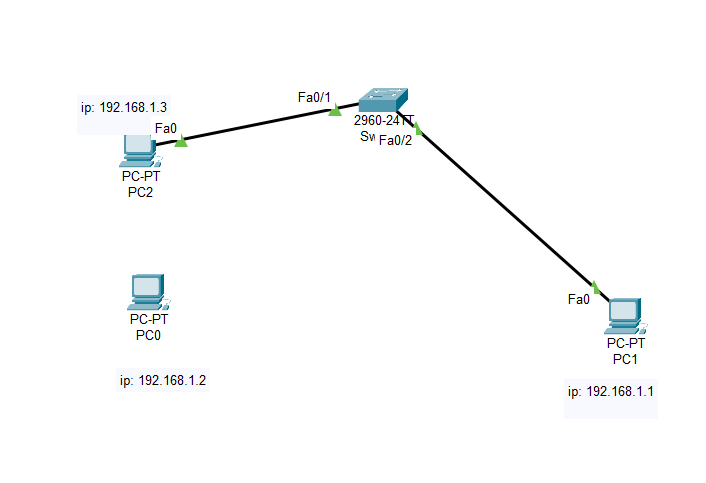 ip: 192.168.1.3
Fa0
PC-PT
PC2
Fa0/1
2960-24TT
Sw
Fa0/2
PC-PT
PC0
ip: 192.168.1.2
Fa0
PC-PT
PC1
ip: 192.168.1.1